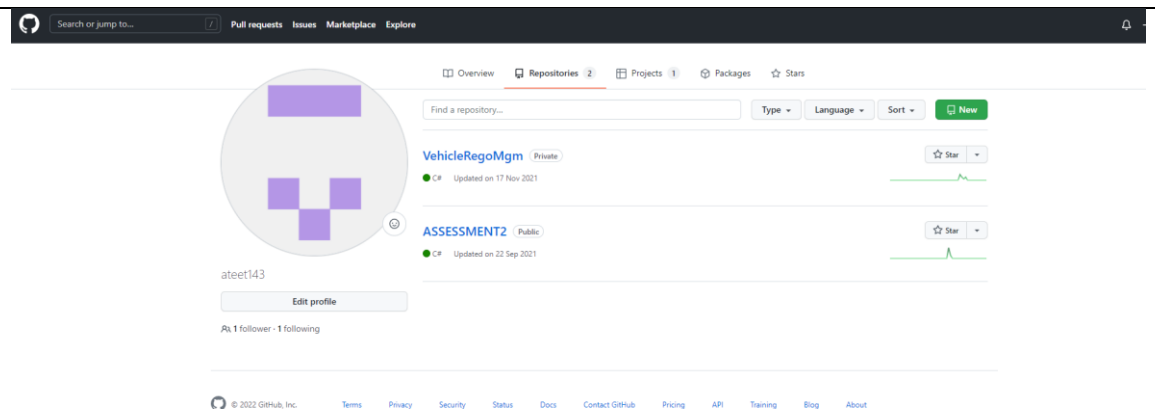 Search or jump to... / Pull requests Issues Marketplace Explore
Overview Repositories 2 Projects 1 Packages Stars
Find a repository... Type Language Sort New
VehicleRegoMgm Private Star
C# Updated on 17 Nov 2021
ASSESSMENT2 Public Star
C# Updated on 22 Sep 2021
ateet143
Edit profile
1 follower · 1 following
© 2022 GitHub, Inc. Terms Privacy Security Status Docs Contact GitHub Pricing API Training Blog About